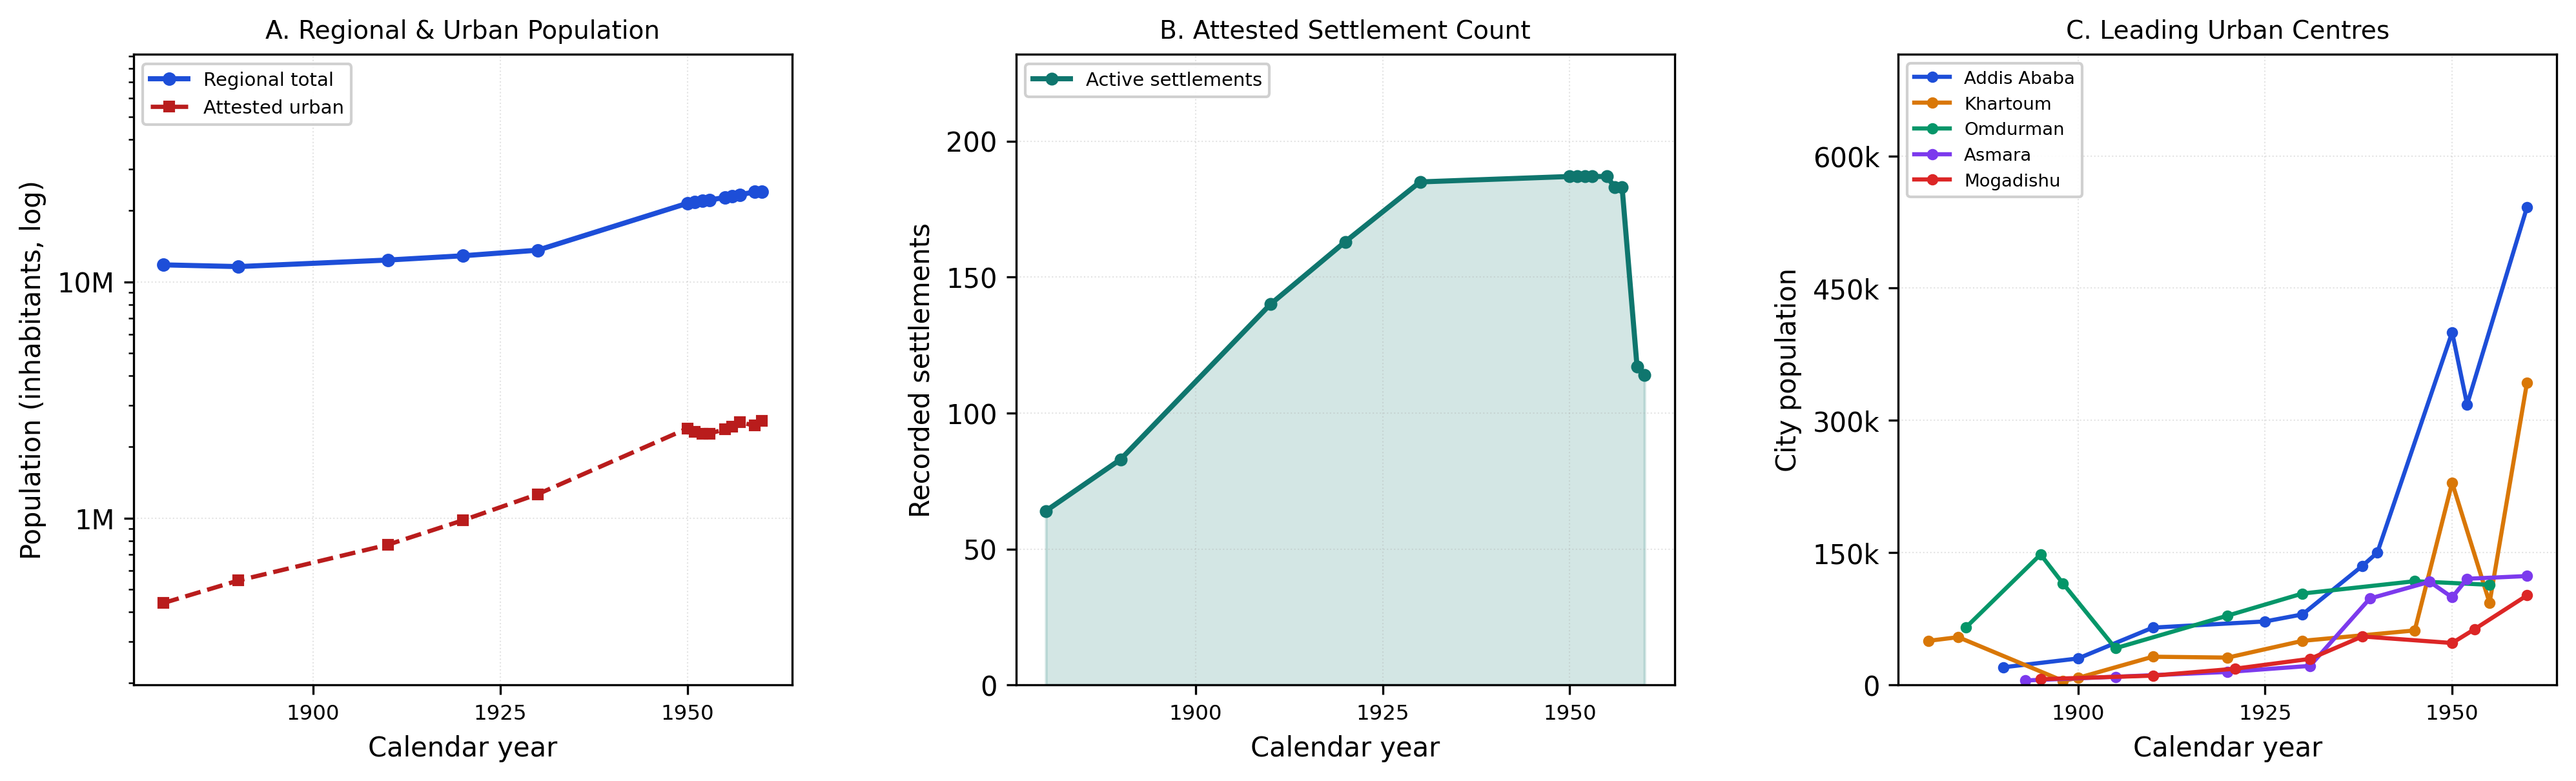 A. Regional & Urban Population
Regional total
Attested urban
Population (inhabitants, log)
10M
1M
1900
1925
1950
Calendar year
B. Attested Settlement Count
Active settlements
Recorded settlements
200
150
100
50
0
1900
1925
1950
Calendar year
C. Leading Urban Centres
Addis Ababa
Khartoum
Omdurman
Asmara
Mogadishu
City population
600k
450k
300k
150k
0
1900
1925
1950
Calendar year